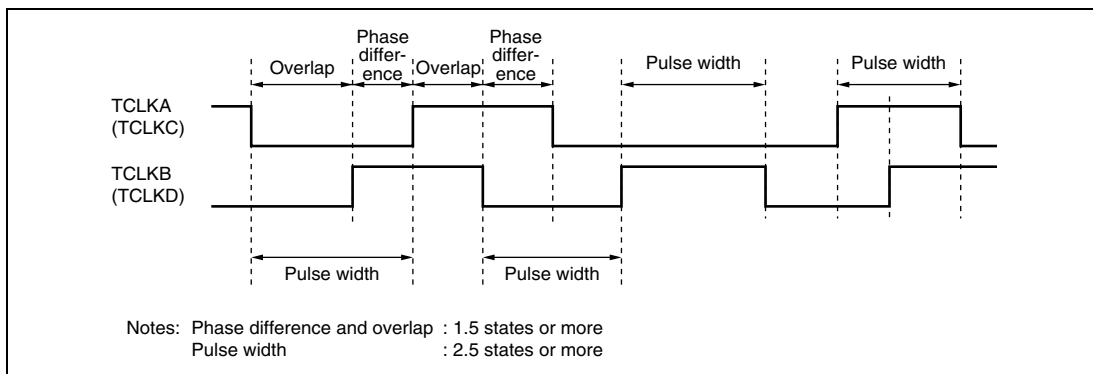 Phase
differ-
ence
Phase
differ-
ence
Overlap
Overlap
Pulse width
Pulse width
TCLKA
(TCLKC)
TCLKB
(TCLKD)
Pulse width
Pulse width
Notes: Phase difference and overlap : 1.5 states or more
Pulse width : 2.5 states or more